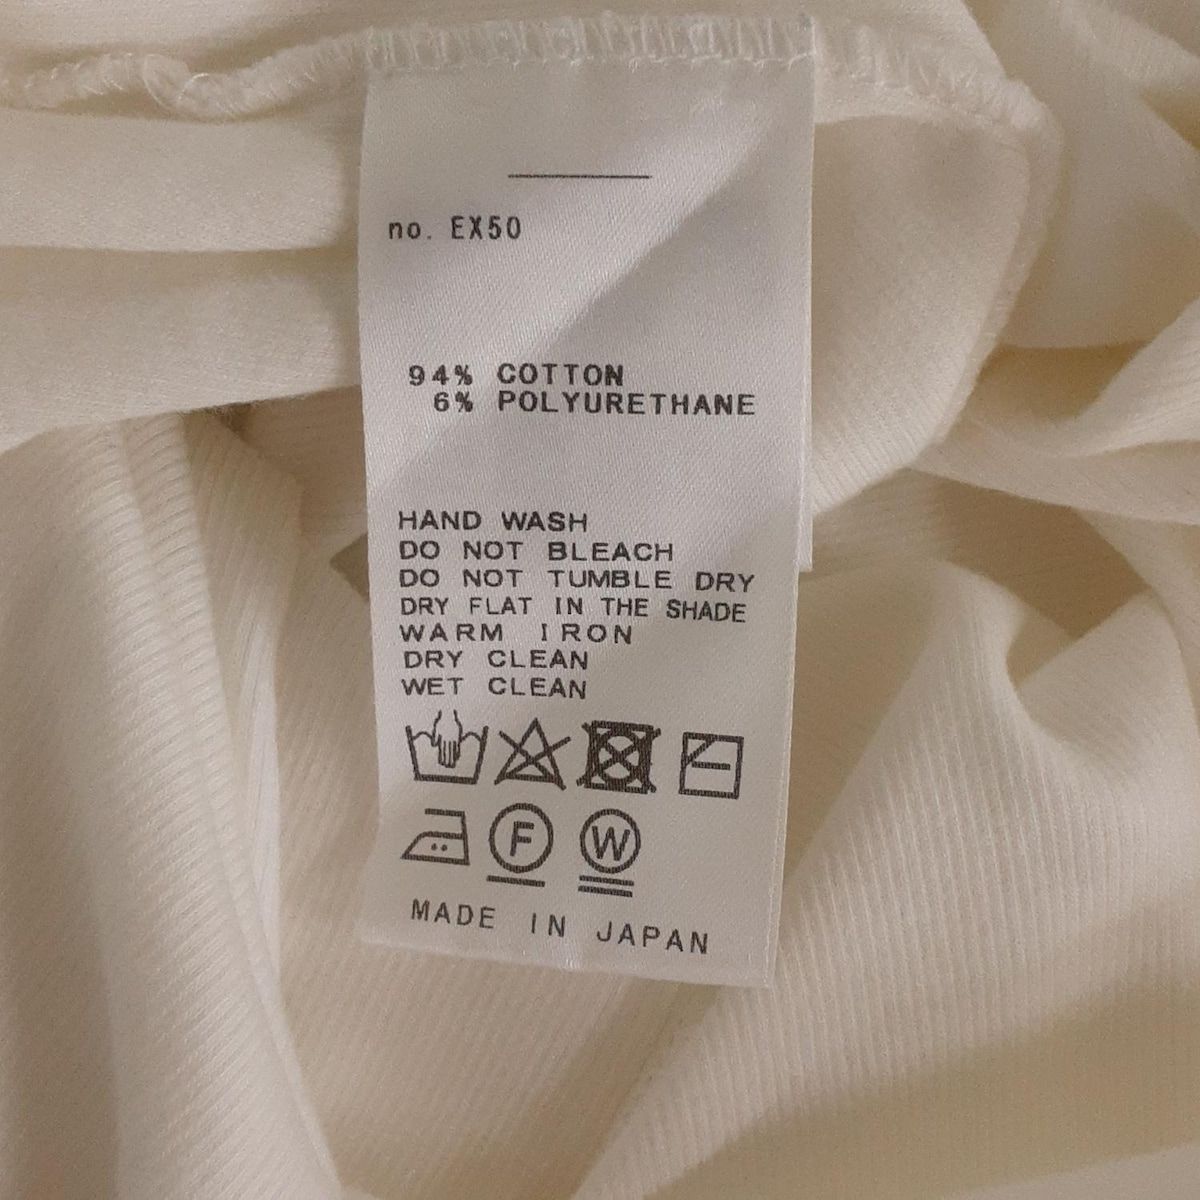 no. EX50
94% COTTON
6% POLYURETHANE
HAND WASH
DO NOT BLEACH
DO NOT TUMBLE DRY
DRY FLAT IN THE SHADE
WARM IRON
DRY CLEAN
WET CLEAN
F W
MADE IN JAPAN